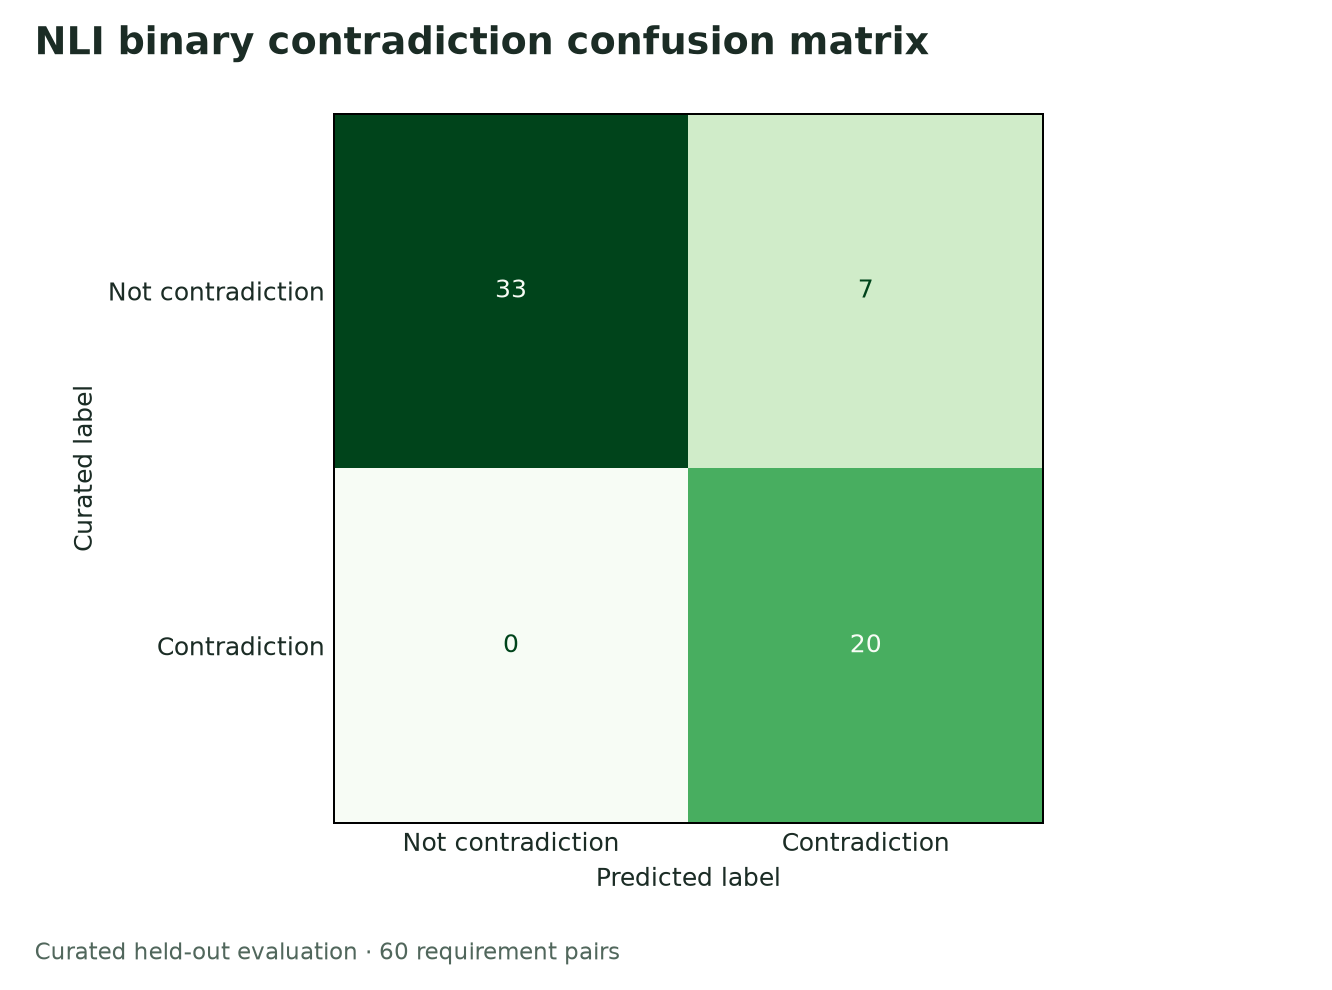 NLI binary contradiction confusion matrix
Not contradiction
33
7
Curated label
Contradiction
0
20
Not contradiction
Contradiction
Predicted label
Curated held-out evaluation · 60 requirement pairs